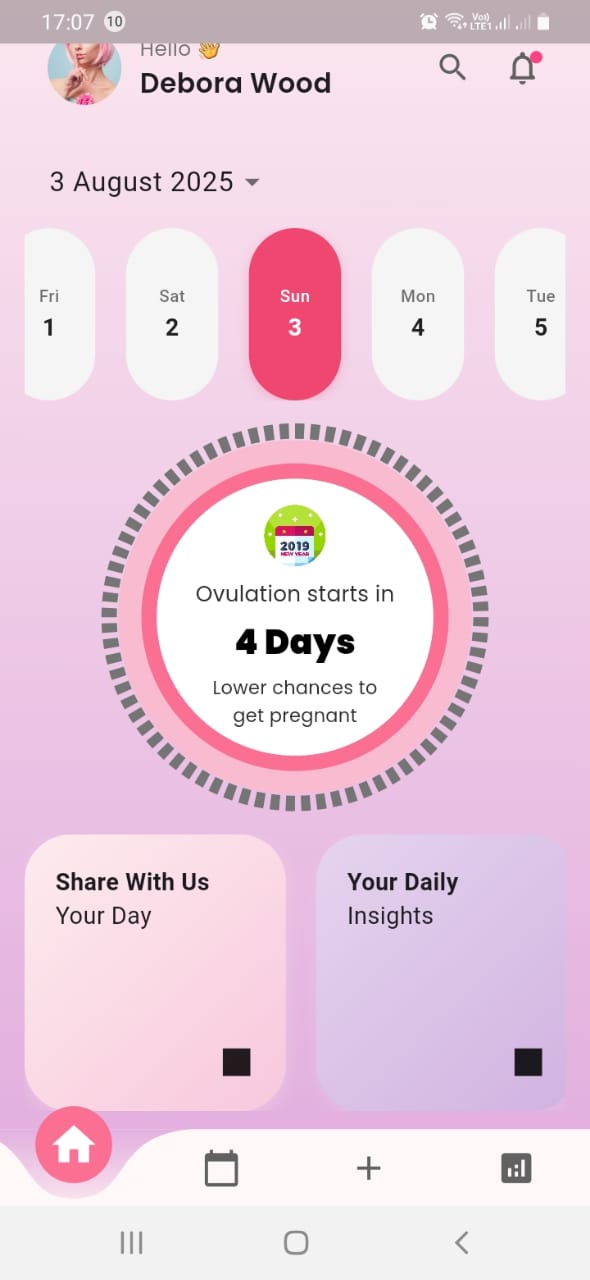 17:07 10 Vo) LTE1
Hello 👋
Debora Wood
3 August 2025
Fri Sat Sun Mon Tue
1 2 3 4 5
2019
NEW YEAR
Ovulation starts in
4 Days
Lower chances to
get pregnant
Share With Us
Your Day
Your Daily
Insights